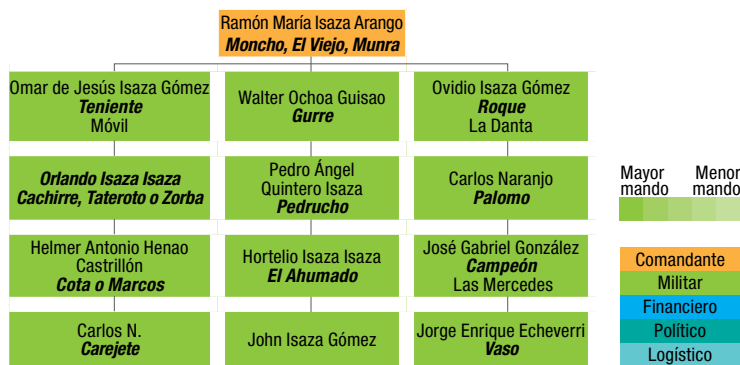 Ramón María Isaza Arango
Moncho, El Viejo, Munra
Omar de Jesús Isaza Gómez
Teniente
Móvil
Walter Ochoa Guisao
Gurre
Ovidio Isaza Gómez
Roque
La Danta
Orlando Isaza Isaza
Cachirre, Tateroto o Zorba
Pedro Ángel
Quintero Isaza
Pedrucho
Carlos Naranjo
Palomo
Helmer Antonio Henao
Castrillón
Cota o Marcos
Hortelio Isaza Isaza
El Ahumado
José Gabriel González
Campeón
Las Mercedes
Carlos N.
Carejete
John Isaza Gómez
Jorge Enrique Echeverri
Vaso
Mayor
mando
Menor
mando
Comandante
Militar
Financiero
Político
Logístico